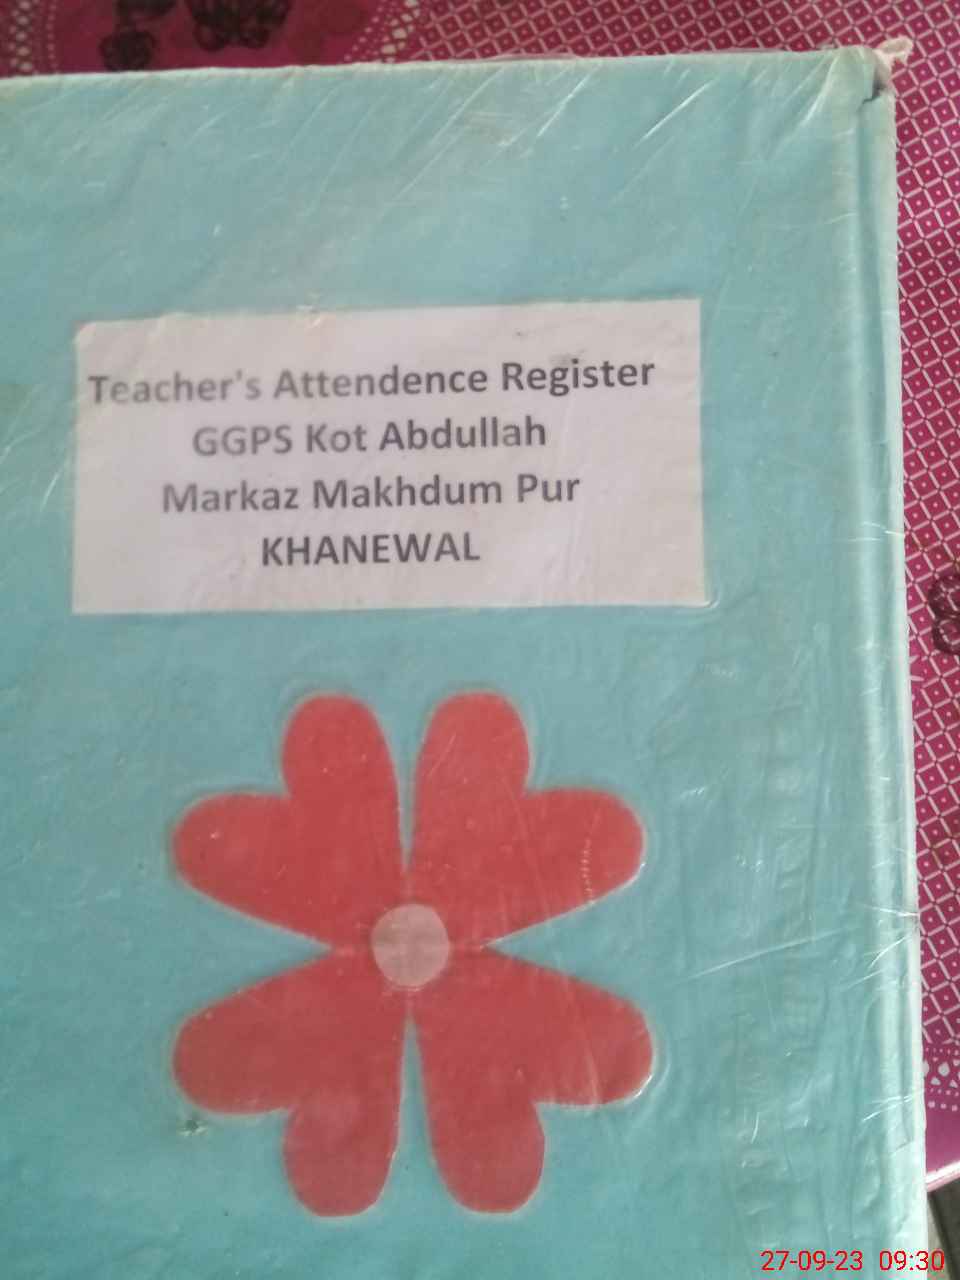 Teacher's Attendence Register
GGPS Kot Abdullah
Markaz Makhdum Pur
KHANEWAL
27-09-23 09:30